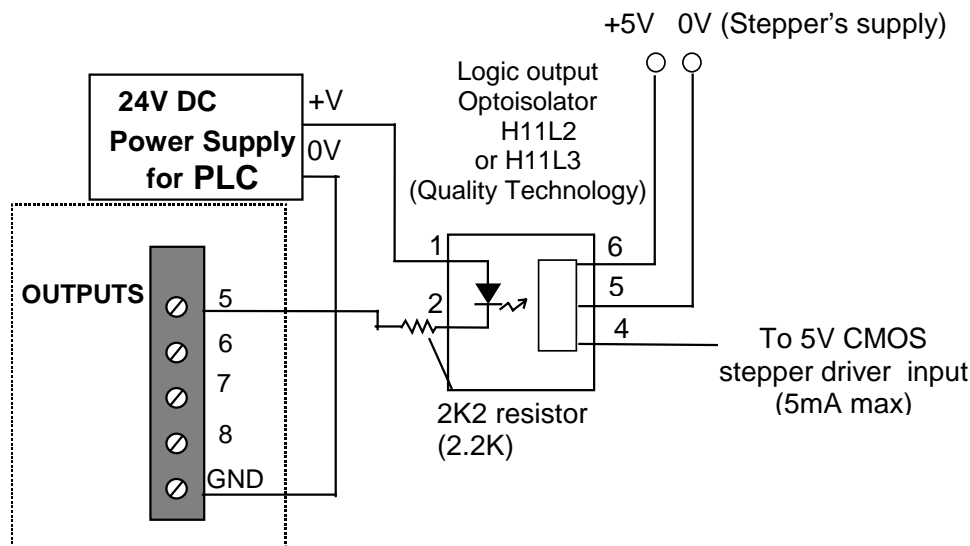 +5V 0V (Stepper's supply)
Logic output
Optoisolator
H11L2
or H11L3
(Quality Technology)
24V DC
Power Supply
for PLC
+V
0V
OUTPUTS
5
6
7
8
GND
1
2
6
5
4
2K2 resistor
(2.2K)
To 5V CMOS
stepper driver input
(5mA max)